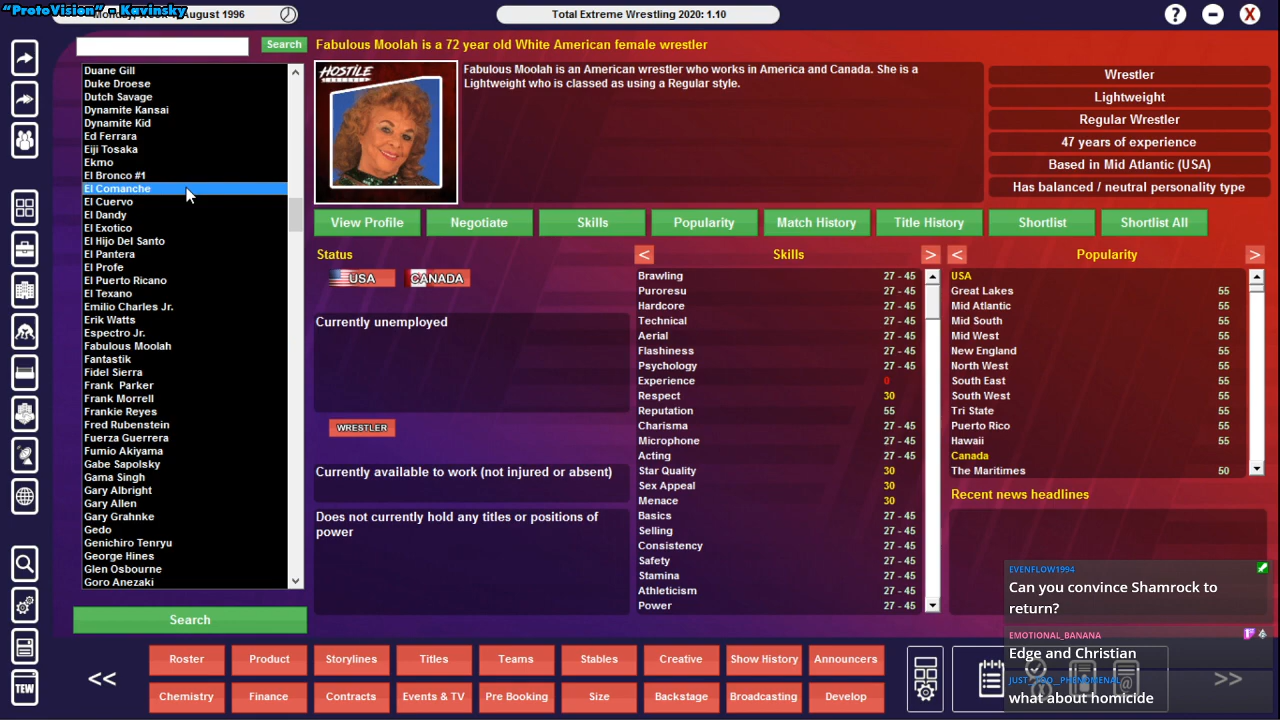 "ProtoVision" - Kavinsky
August 1996
Total Extreme Wrestling 2020: 1.10
?
X
Search
Fabulous Moolah is a 72 year old White American female wrestler
Duane Gill
Duke Droese
Dutch Savage
Dynamite Kansai
Dynamite Kid
Ed Ferrara
Eiji Tosaka
Ekmo
El Bronco #1
El Comanche
El Cuervo
El Dandy
El Exotico
El Hijo Del Santo
El Pantera
El Profe
El Puerto Ricano
El Texano
Emilio Charles Jr.
Erik Watts
Espectro Jr.
Fabulous Moolah
Fantastik
Fidel Sierra
Frank Parker
Frank Morrell
Frankie Reyes
Fred Rubenstein
Fuerza Guerrera
Fumio Akiyama
Gabe Sapolsky
Gama Singh
Gary Albright
Gary Allen
Gary Grahnke
Gedo
Genichiro Tenryu
George Hines
Glen Osbourne
Goro Anezaki
Search
HOSTILE
Fabulous Moolah is an American wrestler who works in America and Canada. She is a
Lightweight who is classed as using a Regular style.
Wrestler
Lightweight
Regular Wrestler
47 years of experience
Based in Mid Atlantic (USA)
Has balanced / neutral personality type
View Profile
Negotiate
Skills
Popularity
Match History
Title History
Shortlist
Shortlist All
Status
USA
CANADA
Currently unemployed
WRESTLER
Currently available to work (not injured or absent)
Does not currently hold any titles or positions of
power
< Skills >
Brawling 27 - 45
Puroresu 27 - 45
Hardcore 27 - 45
Technical 27 - 45
Aerial 27 - 45
Flashiness 27 - 45
Psychology 27 - 45
Experience 0
Respect 30
Reputation 55
Charisma 27 - 45
Microphone 27 - 45
Acting 27 - 45
Star Quality 30
Sex Appeal 30
Menace 30
Basics 27 - 45
Selling 27 - 45
Consistency 27 - 45
Safety 27 - 45
Stamina 27 - 45
Athleticism 27 - 45
Power 27 - 45
< Popularity >
USA
Great Lakes 55
Mid Atlantic 55
Mid South 55
Mid West 55
New England 55
North West 55
South East 55
South West 55
Tri State 55
Puerto Rico 55
Hawaii 55
Canada
The Maritimes 50
Recent news headlines
EVENFLOW1994
Can you convince Shamrock to
return?
EMOTIONAL_BANANA
Edge and Christian
what about homicide
<<
Roster
Product
Storylines
Titles
Teams
Stables
Creative
Show History
Announcers
Chemistry
Finance
Contracts
Events & TV
Pre Booking
Size
Backstage
Broadcasting
Develop
>>
TEW